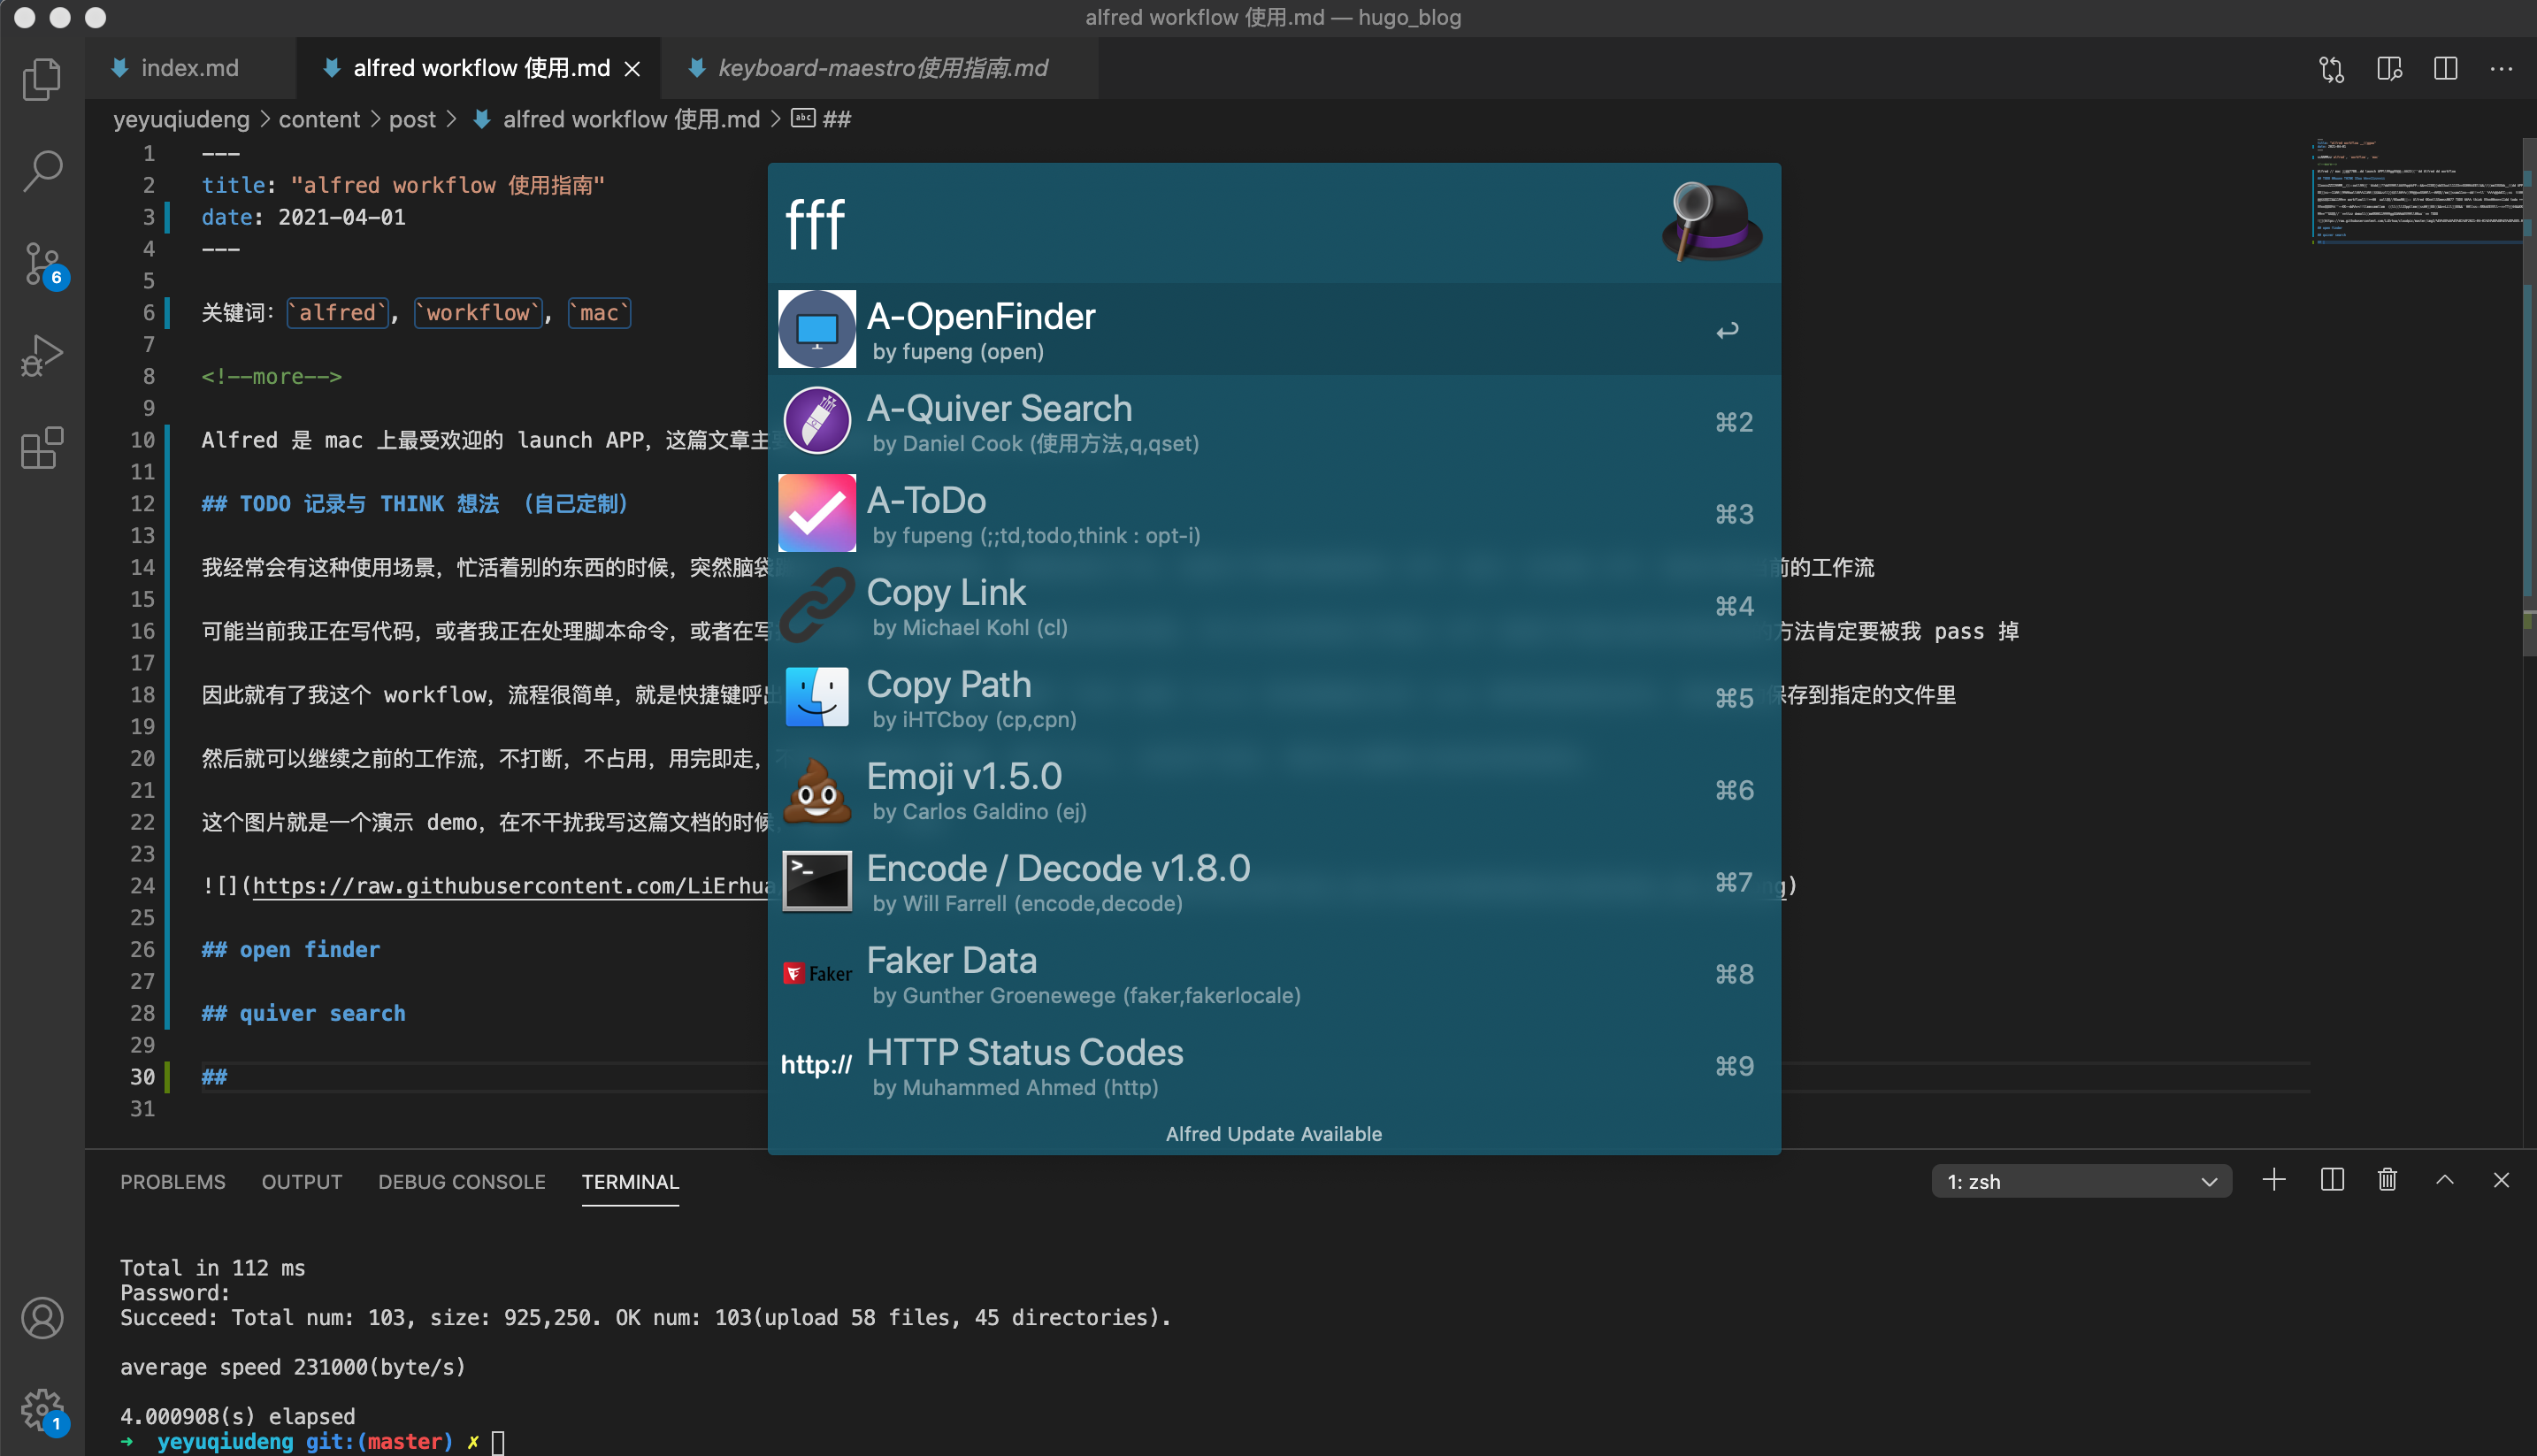 alfred workflow 使用.md — hugo_blog
index.md
alfred workflow 使用.md
keyboard-maestro使用指南.md
yeyuqiudeng > content > post > alfred workflow 使用.md > abc ##
1 ---
2 title: "alfred workflow 使用指南"
3 date: 2021-04-01
4 ---
5
6 关键词: `alfred`, `workflow`, `mac`
7
8 <!--more-->
9
10 Alfred 是 mac 上最受欢迎的 launch APP，这篇文章主
11
12 ## TODO 记录与 THINK 想法 （自己定制）
13
14 我经常会有这种使用场景，忙活着别的东西的时候，突然脑袋 前的工作流
15
16 可能当前我正在写代码，或者我正在处理脚本命令，或者在写 方法肯定要被我 pass 掉
17
18 因此就有了我这个 workflow，流程很简单，就是快捷键呼出 保存到指定的文件里
19
20 然后就可以继续之前的工作流，不打断，不占用，用完即走，
21
22 这个图片就是一个演示 demo，在不干扰我写这篇文档的时候
23
24 ![](https://raw.githubusercontent.com/LiErhua g)
25
26 ## open finder
27
28 ## quiver search
29
30 ##
31
fff
A-OpenFinder
by fupeng (open)
↩
A-Quiver Search
by Daniel Cook (使用方法,q,qset)
⌘2
A-ToDo
by fupeng (;;td,todo,think : opt-i)
⌘3
Copy Link
by Michael Kohl (cl)
⌘4
Copy Path
by iHTCboy (cp,cpn)
⌘5
Emoji v1.5.0
by Carlos Galdino (ej)
⌘6
Encode / Decode v1.8.0
by Will Farrell (encode,decode)
⌘7
Faker
Faker Data
by Gunther Groenewege (faker,fakerlocale)
⌘8
http://
HTTP Status Codes
by Muhammed Ahmed (http)
⌘9
Alfred Update Available
6
1
PROBLEMS OUTPUT DEBUG CONSOLE TERMINAL
1: zsh
Total in 112 ms
Password:
Succeed: Total num: 103, size: 925,250. OK num: 103(upload 58 files, 45 directories).
average speed 231000(byte/s)
4.000908(s) elapsed
➜ yeyuqiudeng git:(master) ✗